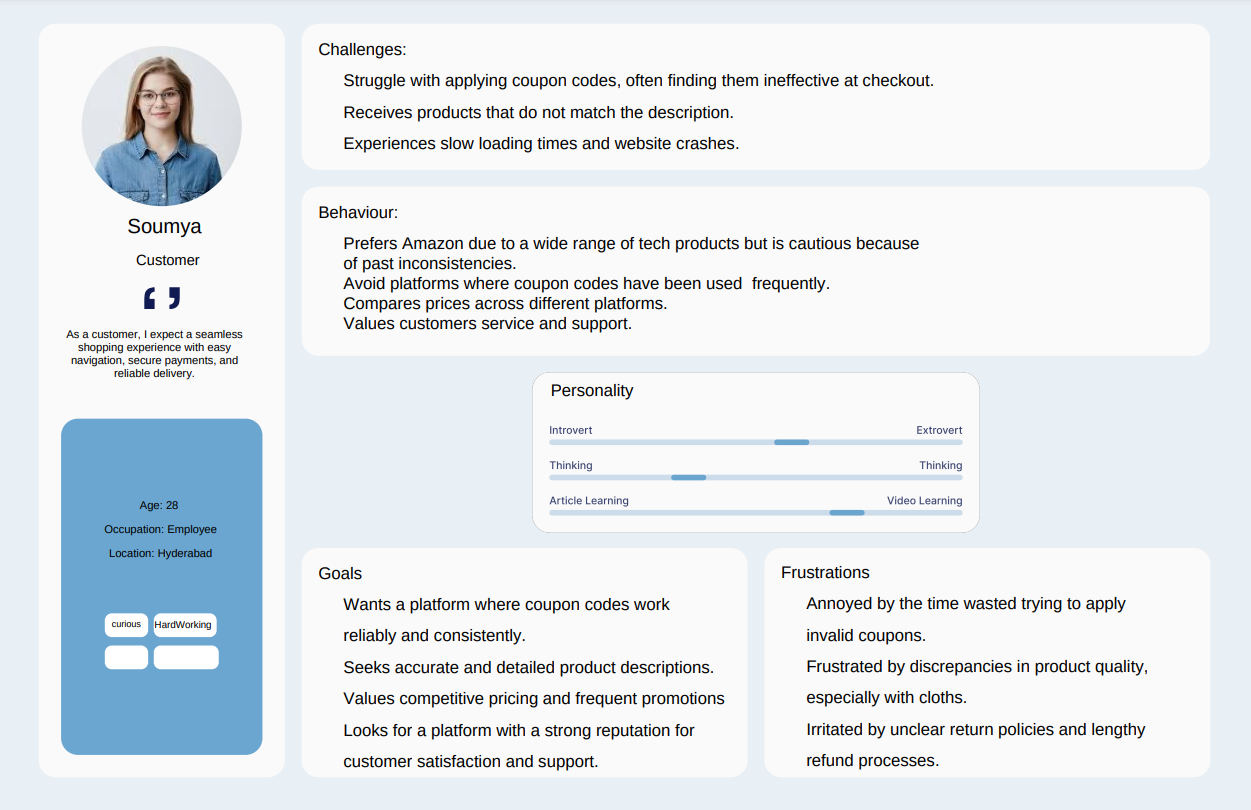 Soumya
Customer
As a customer, I expect a seamless
shopping experience with easy
navigation, secure payments, and
reliable delivery.
Age: 28
Occupation: Employee
Location: Hyderabad
curious HardWorking
Challenges:
Struggle with applying coupon codes, often finding them ineffective at checkout.
Receives products that do not match the description.
Experiences slow loading times and website crashes.
Behaviour:
Prefers Amazon due to a wide range of tech products but is cautious because
of past inconsistencies.
Avoid platforms where coupon codes have been used  frequently.
Compares prices across different platforms.
Values customers service and support.
Personality
Introvert Extrovert
Thinking Thinking
Article Learning Video Learning
Goals
Wants a platform where coupon codes work
reliably and consistently.
Seeks accurate and detailed product descriptions.
Values competitive pricing and frequent promotions
Looks for a platform with a strong reputation for
customer satisfaction and support.
Frustrations
Annoyed by the time wasted trying to apply
invalid coupons.
Frustrated by discrepancies in product quality,
especially with cloths.
Irritated by unclear return policies and lengthy
refund processes.